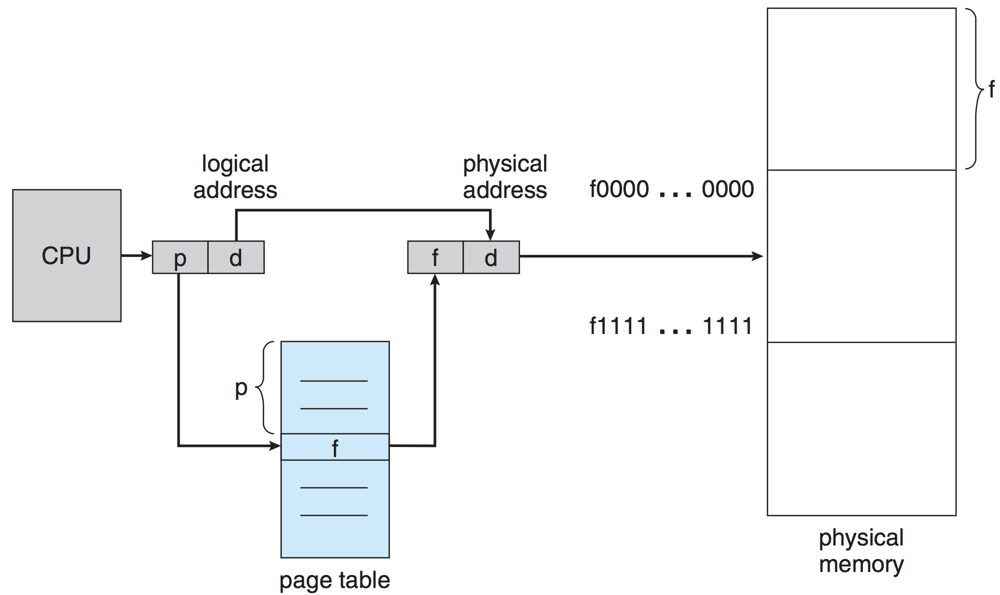 f
logical
address
physical
address
f0000 ... 0000
CPU
p
d
f
d
f1111 ... 1111
p
f
page table
physical
memory